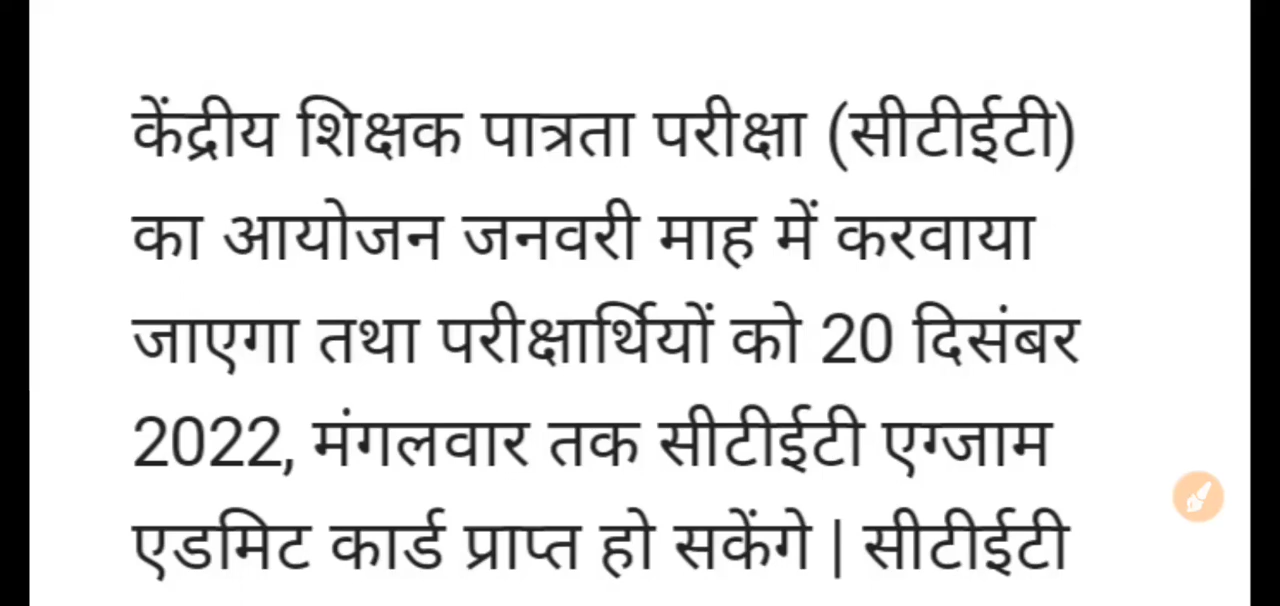 केंद्रीय शिक्षक पात्रता परीक्षा (सीटीईटी)
का आयोजन जनवरी माह में करवाया
जाएगा तथा परीक्षार्थियों को 20 दिसंबर
2022, मंगलवार तक सीटीईटी एग्जाम
एडमिट कार्ड प्राप्त हो सकेंगे | सीटीईटी